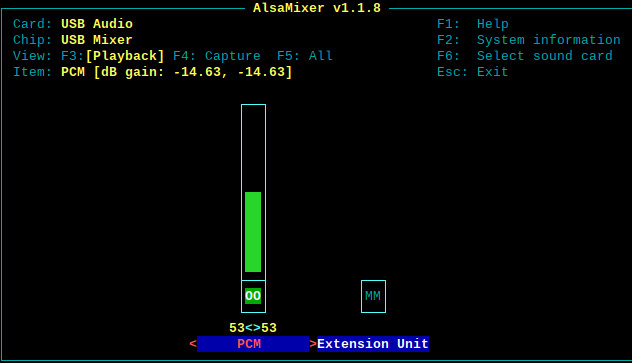 AlsaMixer v1.1.8
Card: USB Audio F1: Help
Chip: USB Mixer F2: System information
View: F3:[Playback] F4: Capture F5: All F6: Select sound card
Item: PCM [dB gain: -14.63, -14.63] Esc: Exit
OO MM
53<>53
< PCM >Extension Unit